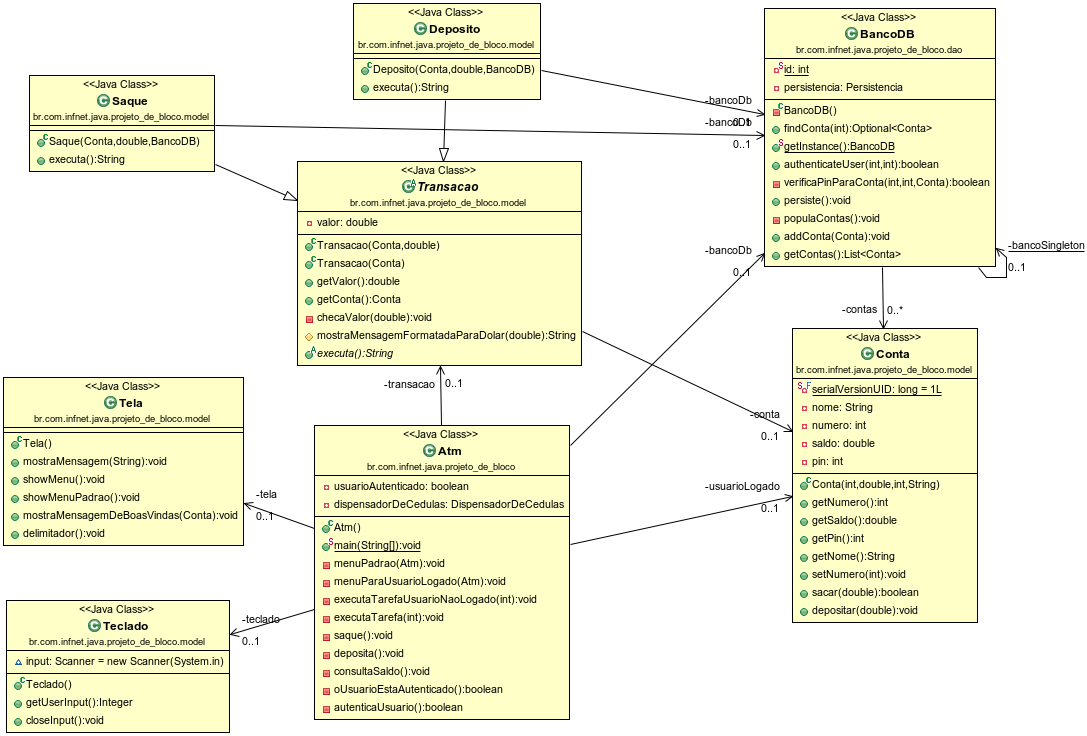 <<Java Class>>
Deposito
br.com.infnet.java.projeto_de_bloco.model
Deposito(Conta,double,BancoDB)
executa():String
<<Java Class>>
BancoDB
br.com.infnet.java.projeto_de_bloco.dao
id: int
persistencia: Persistencia
BancoDB()
findConta(int):Optional<Conta>
getInstance():BancoDB
authenticateUser(int,int):boolean
verificaPinParaConta(int,int,Conta):boolean
persiste():void
populaContas():void
addConta(Conta):void
getContas():List<Conta>
<<Java Class>>
Saque
br.com.infnet.java.projeto_de_bloco.model
Saque(Conta,double,BancoDB)
executa():String
-bancoDb
0..1
-bancoDb
0..1
<<Java Class>>
Transacao
br.com.infnet.java.projeto_de_bloco.model
valor: double
Transacao(Conta,double)
Transacao(Conta)
getValor():double
getConta():Conta
checaValor(double):void
mostraMensagemFormatadaParaDolar(double):String
executa():String
-bancoDb
0..1
-bancoSingleton
0..1
-contas
0..*
-transacao
0..1
-conta
0..1
<<Java Class>>
Conta
br.com.infnet.java.projeto_de_bloco.model
serialVersionUID: long = 1L
nome: String
numero: int
saldo: double
pin: int
Conta(int,double,int,String)
getNumero():int
getSaldo():double
getPin():int
getNome():String
setNumero(int):void
sacar(double):boolean
depositar(double):void
<<Java Class>>
Tela
br.com.infnet.java.projeto_de_bloco.model
Tela()
mostraMensagem(String):void
showMenu():void
showMenuPadrao():void
mostraMensagemDeBoasVindas(Conta):void
delimitador():void
-tela
0..1
<<Java Class>>
Atm
br.com.infnet.java.projeto_de_bloco
usuarioAutenticado: boolean
dispensadorDeCedulas: DispensadorDeCedulas
Atm()
main(String[]):void
menuPadrao(Atm):void
menuParaUsuarioLogado(Atm):void
executaTarefaUsuarioNaoLogado(int):void
executaTarefa(int):void
saque():void
deposita():void
consultaSaldo():void
oUsuarioEstaAutenticado():boolean
autenticaUsuario():boolean
-usuarioLogado
0..1
-teclado
0..1
<<Java Class>>
Teclado
br.com.infnet.java.projeto_de_bloco.model
input: Scanner = new Scanner(System.in)
Teclado()
getUserInput():Integer
closeInput():void